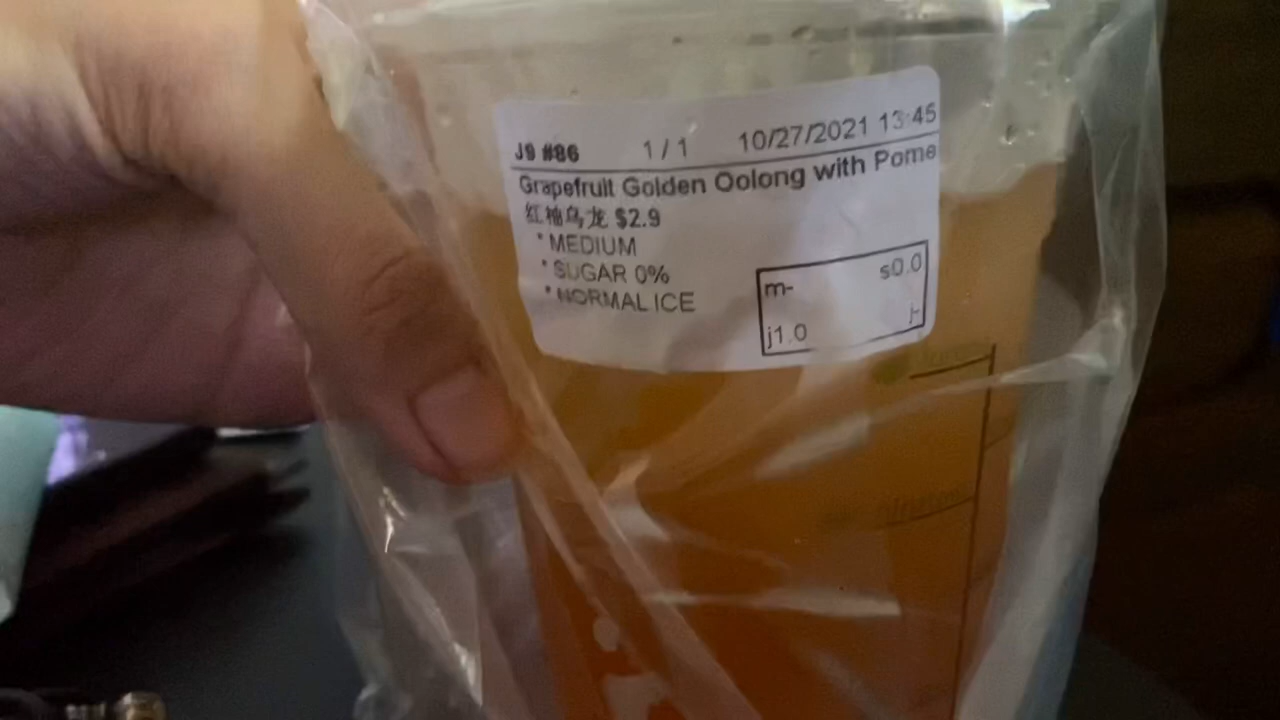 J9 #86 1/1 10/27/2021 13:45
Grapefruit Golden Oolong with Pome
红柚乌龙 $2.9
* MEDIUM
* SUGAR 0%
* NORMAL ICE
m- s0.0
j1.0 j-